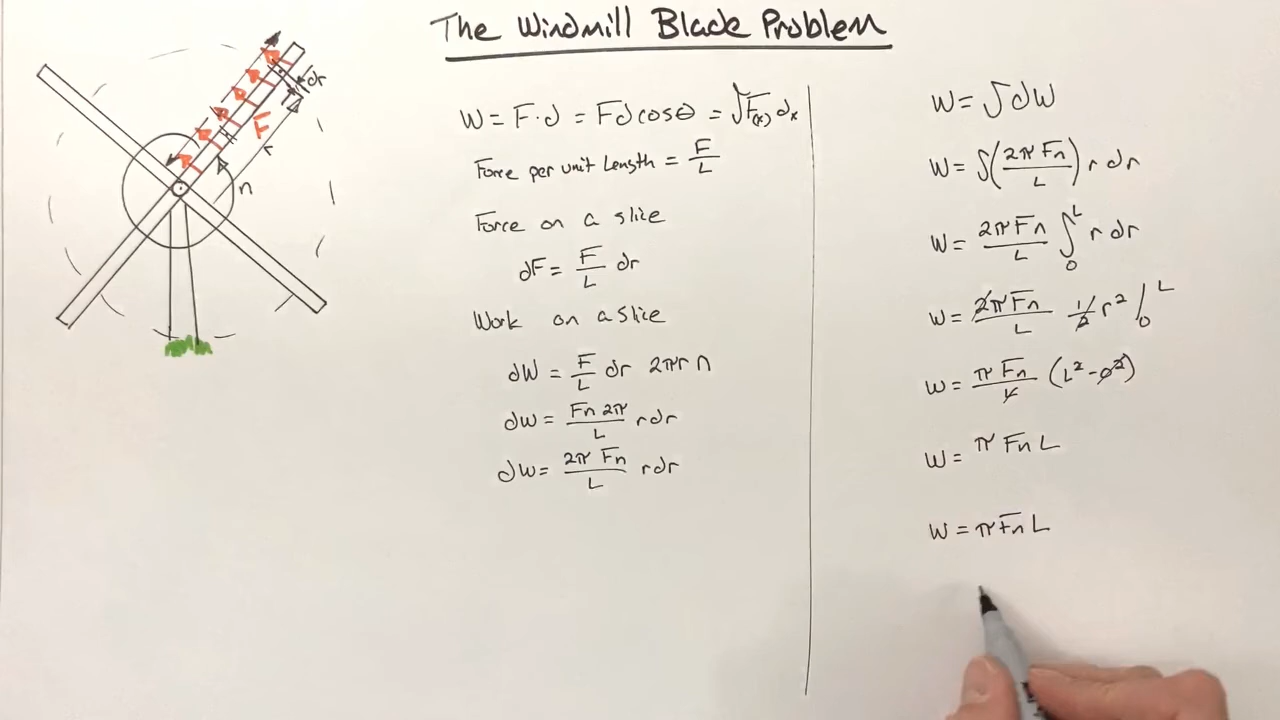 The Windmill Blade Problem
dr
F
r
n
W = F·d = Fd cosθ = ∫F(x) dx
Force per unit Length = F/L
Force on a slice
dF = F/L dr
Work on a slice
dW = F/L dr 2πr n
dw = Fn 2π/L rdr
dw = 2π Fn/L rdr
W = ∫dW
W = ∫(2π Fn/L) r dr
W = 2π Fn/L ∫₀ᴸ r dr
W = 2π Fn/L 1/2 r² |₀ᴸ
W = π Fn/L (L² - 0²)
W = π Fn L
W = π Fn L